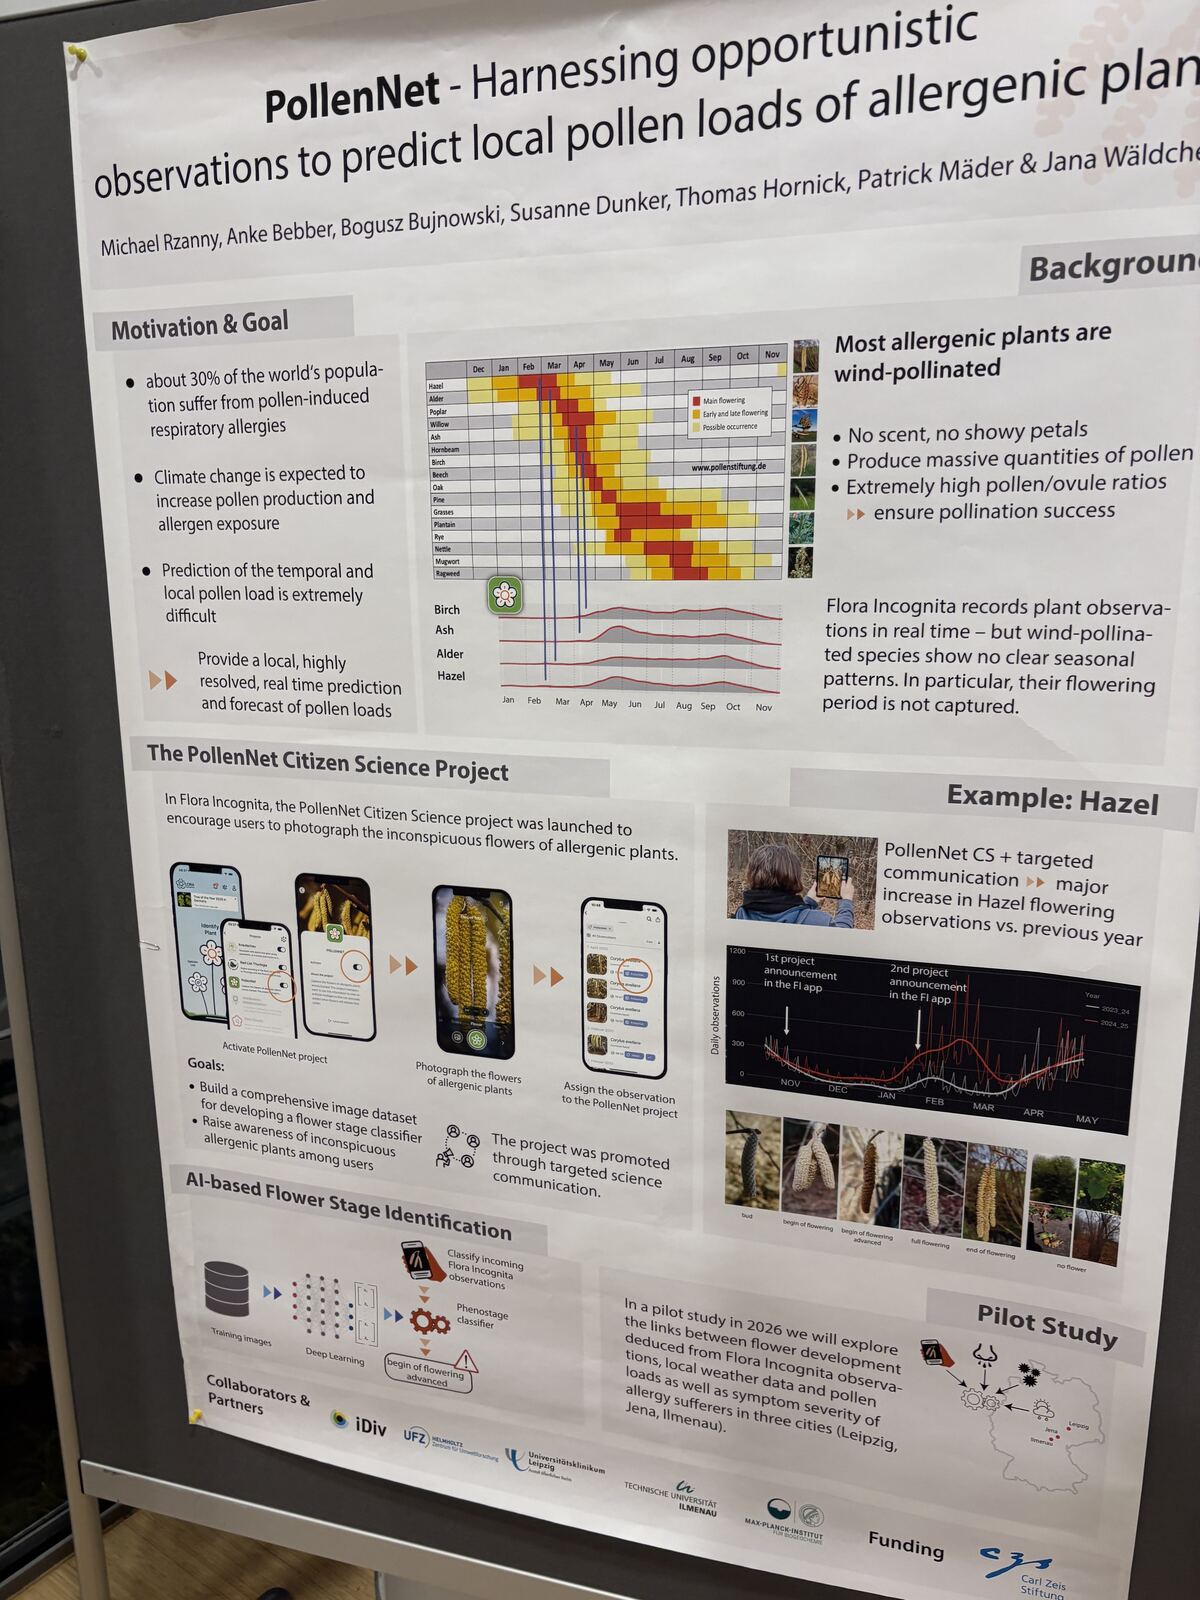 PollenNet - Harnessing opportunistic
observations to predict local pollen loads of allergenic plan
Michael Rzanny, Anke Bebber, Bogusz Bujnowski, Susanne Dunker, Thomas Hornick, Patrick Mäder & Jana Wäldche
Motivation & Goal
• about 30% of the world's popula-
tion suffer from pollen-induced
respiratory allergies
• Climate change is expected to
increase pollen production and
allergen exposure
• Prediction of the temporal and
local pollen load is extremely
difficult
Provide a local, highly
resolved, real time prediction
and forecast of pollen loads
Backgroun
Dec Jan Feb Mar Apr May Jun Jul Aug Sep Oct Nov
Hazel
Alder
Poplar
Willow
Ash
Hornbeam
Birch
Beech
Oak
Pine
Grasses
Plantain
Rye
Nettle
Mugwort
Ragweed
Main flowering
Early and late flowering
Possible occurrence
www.pollenstiftung.de
Birch
Ash
Alder
Hazel
Jan Feb Mar Apr May Jun Jul Aug Sep Oct Nov
Most allergenic plants are
wind-pollinated
• No scent, no showy petals
• Produce massive quantities of pollen
• Extremely high pollen/ovule ratios
ensure pollination success
Flora Incognita records plant observa-
tions in real time – but wind-pollina-
ted species show no clear seasonal
patterns. In particular, their flowering
period is not captured.
The PollenNet Citizen Science Project
In Flora Incognita, the PollenNet Citizen Science project was launched to
encourage users to photograph the inconspicuous flowers of allergenic plants.
Activate PollenNet project
Photograph the flowers
of allergenic plants
Assign the observation
to the PollenNet project
Goals:
• Build a comprehensive image dataset
for developing a flower stage classifier
• Raise awareness of inconspicuous
allergenic plants among users
The project was promoted
through targeted science
communication.
Example: Hazel
PollenNet CS + targeted
communication major
increase in Hazel flowering
observations vs. previous year
Daily observations
1200
900
600
300
0
1st project
announcement
in the FI app
2nd project
announcement
in the FI app
Year
2023_24
2024_25
NOV DEC JAN FEB MAR APR MAY
bud
begin of flowering
begin of flowering
advanced
full flowering
end of flowering
no flower
AI-based Flower Stage Identification
Training images
Deep Learning
Classify incoming
Flora Incognita
observations
Phenostage
classifier
begin of flowering
advanced
Pilot Study
In a pilot study in 2026 we will explore
the links between flower development
deduced from Flora Incognita observa-
tions, local weather data and pollen
loads as well as symptom severity of
allergy sufferers in three cities (Leipzig,
Jena, Ilmenau).
Leipzig
Jena
Ilmenau
Collaborators &
Partners
iDiv
UFZ HELMHOLTZ
Zentrum für Umweltforschung
Universitätsklinikum
Leipzig
TECHNISCHE UNIVERSITÄT
ILMENAU
MAX-PLANCK-INSTITUT
FÜR BIOGEOCHEMIE
Funding
czs
Carl Zeis
Stiftung